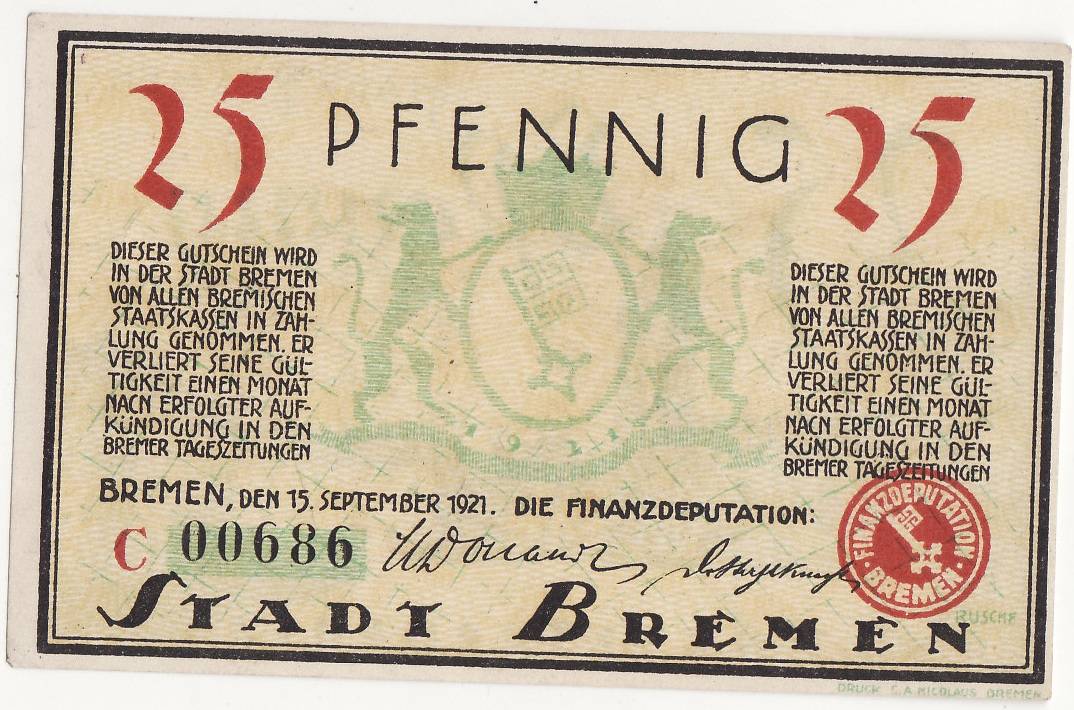 25 PFENNIG 25
DIESER GUTSCHEIN WIRD
IN DER STADT BREMEN
VON ALLEN BREMISCHEN
STAATSKASSEN IN ZAH-
LUNG GENOMMEN. ER
VERLIERT SEINE GÜL-
TIGKEIT EINEN MONAT
NACH ERFOLGTER AUF-
KÜNDIGUNG IN DEN
BREMER TAGESZEITUNGEN
DIESER GUTSCHEIN WIRD
IN DER STADT BREMEN
VON ALLEN BREMISCHEN
STAATSKASSEN IN ZAH-
LUNG GENOMMEN. ER
VERLIERT SEINE GÜL-
TIGKEIT EINEN MONAT
NACH ERFOLGTER AUF-
KÜNDIGUNG IN DEN
BREMER TAGESZEITUNGEN
1921
BREMEN, DEN 15. SEPTEMBER 1921. DIE FINANZDEPUTATION:
C 00686
FINANZDEPUTATION
BREMEN
STADT BREMEN
DRUCK C.A NICOLAUS BREMEN